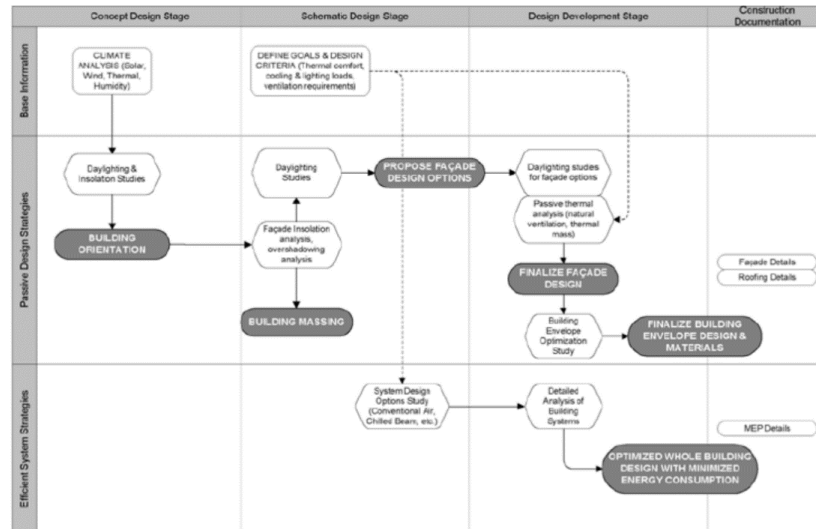 Concept Design Stage
Schematic Design Stage
Design Development Stage
Construction
Documentation
Base Information
CLIMATE
ANALYSIS (Solar,
Wind, Thermal,
Humidity)
DEFINE GOALS & DESIGN
CRITERIA (Thermal comfort,
cooling & lighting loads,
ventilation requirements)
Passive Design Strategies
Daylighting &
Insolation Studies
BUILDING
ORIENTATION
Daylighting
Studies
Façade Insolation
analysis,
overshadowing
analysis
BUILDING MASSING
PROPOSE FAÇADE
DESIGN OPTIONS
Daylighting studies
for façade options
Passive thermal
analysis (natural
ventilation, thermal
mass)
FINALIZE FAÇADE
DESIGN
Building
Envelope
Optimization
Study
FINALIZE BUILDING
ENVELOPE DESIGN &
MATERIALS
Façade Details
Roofing Details
Efficient System Strategies
System Design
Options Study
(Conventional Air,
Chilled Beam, etc.)
Detailed
Analysis of
Building
Systems
OPTIMIZED WHOLE BUILDING
DESIGN WITH MINIMIZED
ENERGY CONSUMPTION
MEP Details